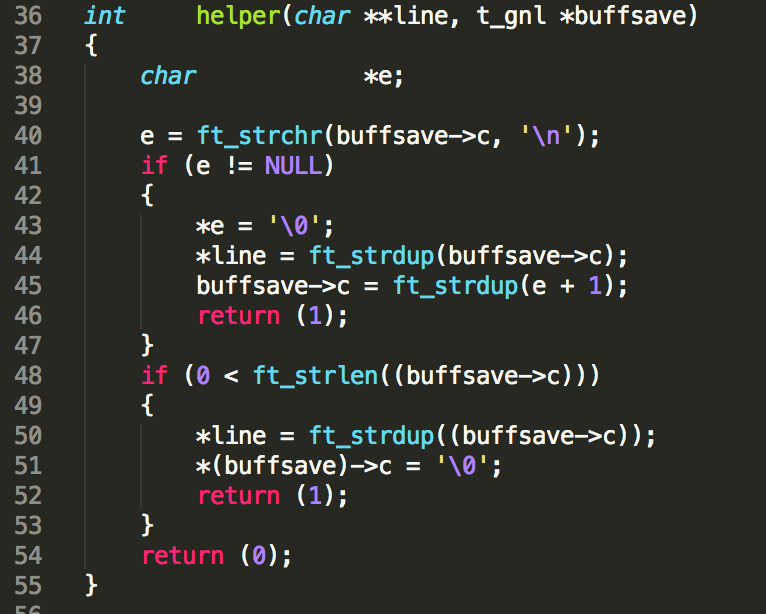 36 int helper(char **line, t_gnl *buffsave)
37 {
38 char *e;
39
40 e = ft_strchr(buffsave->c, '\n');
41 if (e != NULL)
42 {
43 *e = '\0';
44 *line = ft_strdup(buffsave->c);
45 buffsave->c = ft_strdup(e + 1);
46 return (1);
47 }
48 if (0 < ft_strlen((buffsave->c)))
49 {
50 *line = ft_strdup((buffsave->c));
51 *(buffsave)->c = '\0';
52 return (1);
53 }
54 return (0);
55 }
56